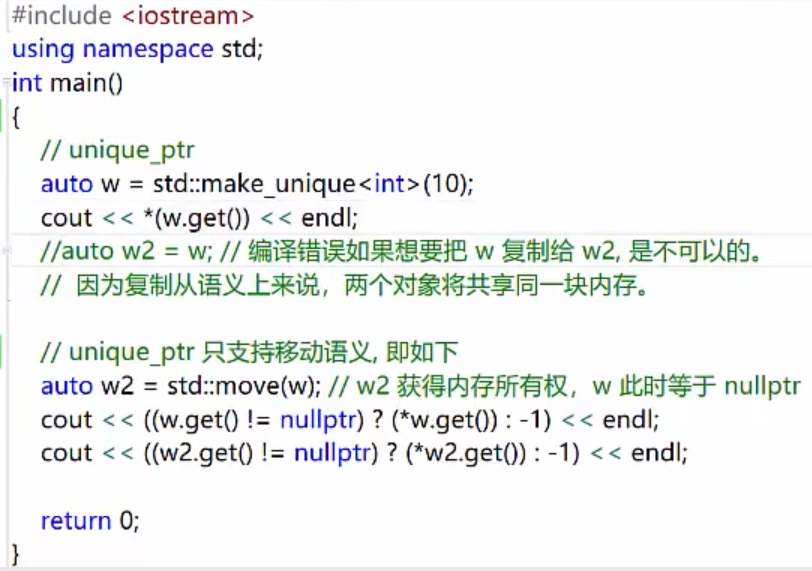 #include <iostream>
using namespace std;
int main()
{
// unique_ptr
auto w = std::make_unique<int>(10);
cout << *(w.get()) << endl;
//auto w2 = w; // 编译错误如果想要把 w 复制给 w2, 是不可以的。
// 因为复制从语义上来说，两个对象将共享同一块内存。
// unique_ptr 只支持移动语义, 即如下
auto w2 = std::move(w); // w2 获得内存所有权，w 此时等于 nullptr
cout << ((w.get() != nullptr) ? (*w.get()) : -1) << endl;
cout << ((w2.get() != nullptr) ? (*w2.get()) : -1) << endl;
return 0;
}